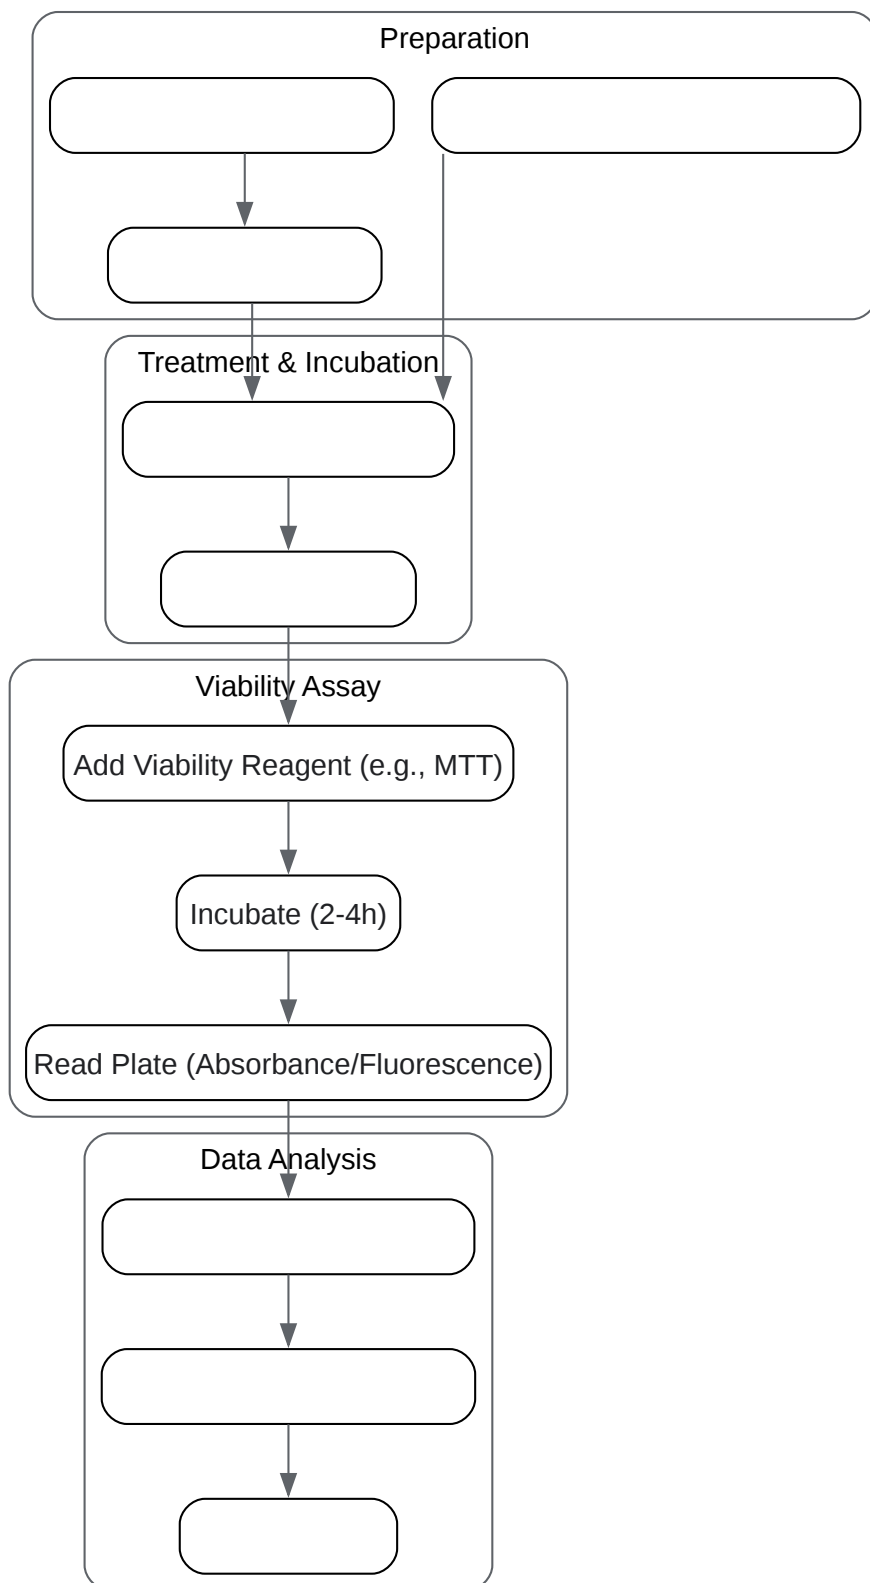 Preparation
Treatment & Incubation
Viability Assay
Add Viability Reagent (e.g., MTT)
Incubate (2-4h)
Read Plate (Absorbance/Fluorescence)
Data Analysis